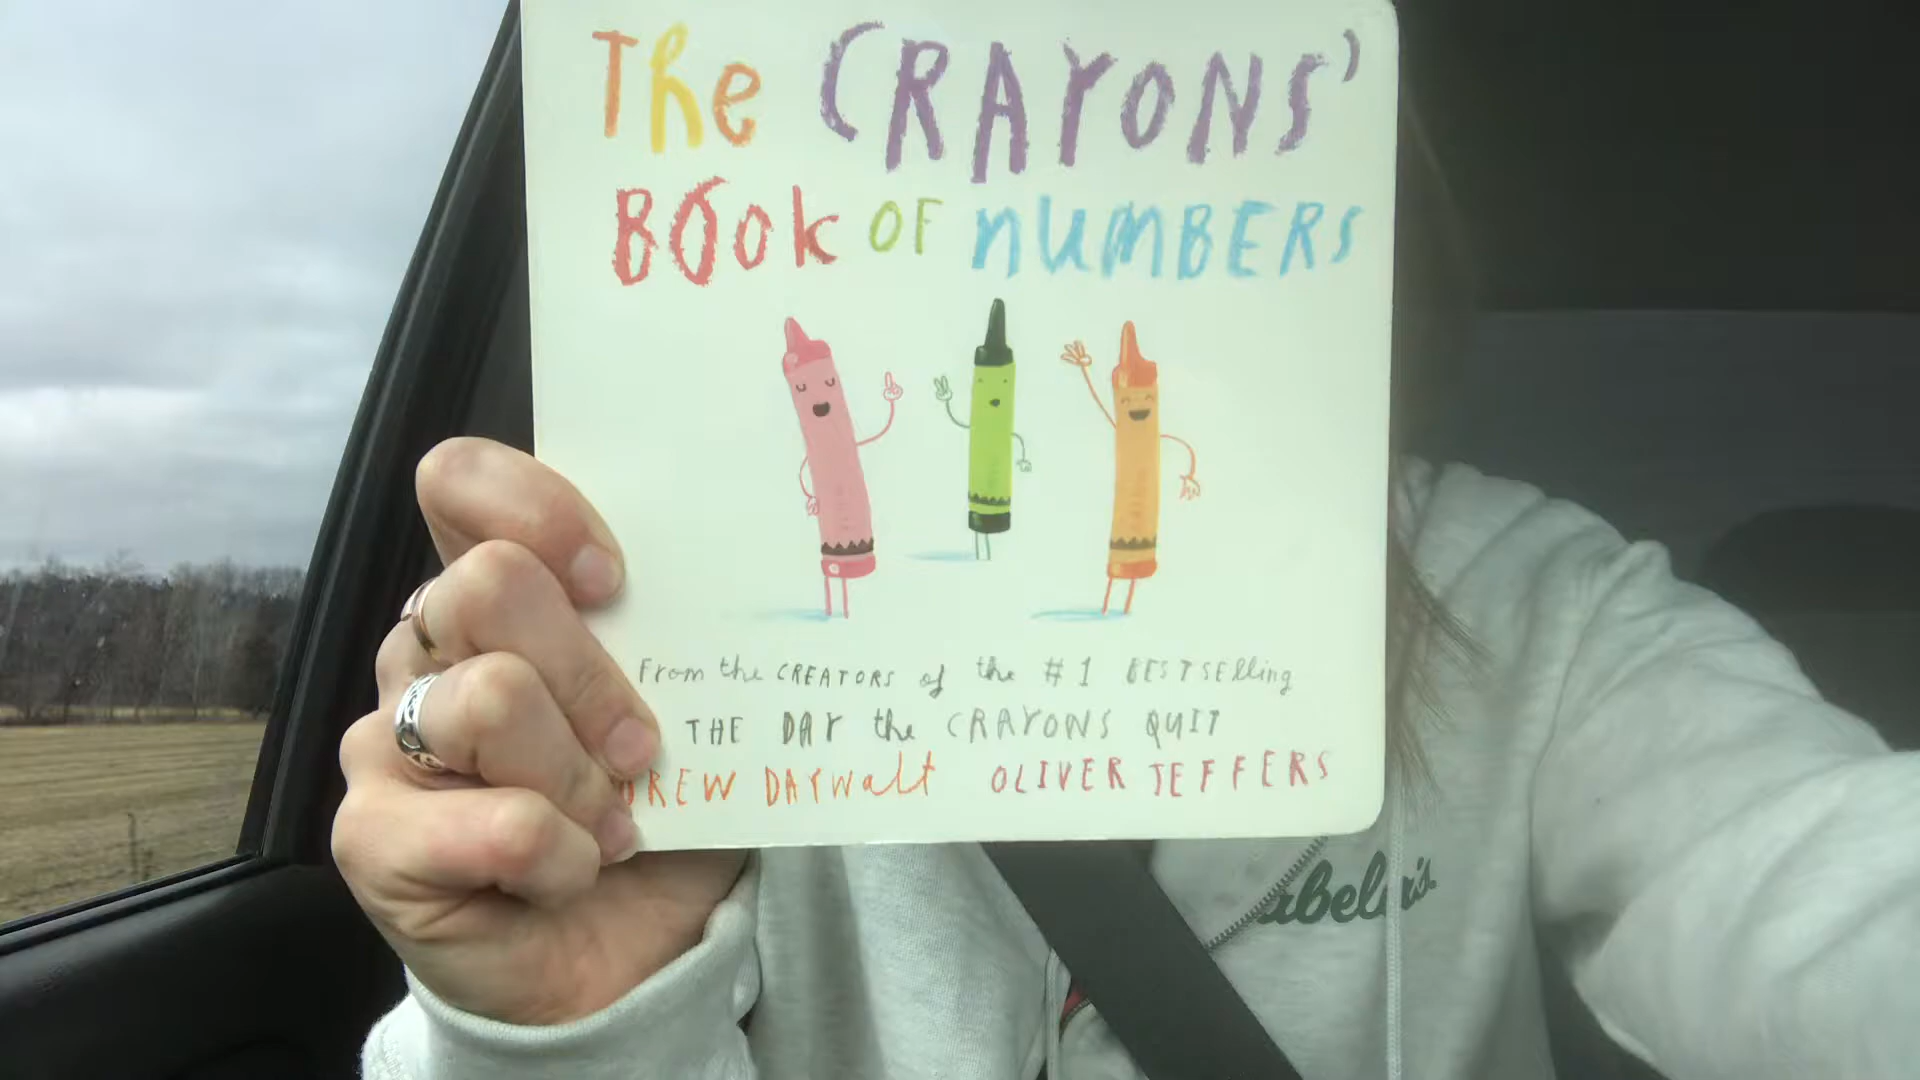 The CRAYONS'
BOOk OF nUMBERS
From the CREATORS of the #1 BESTSElling
THE DAY the CRAYONS QUIT
DREW DAYWalt OLIVER JEFFERS